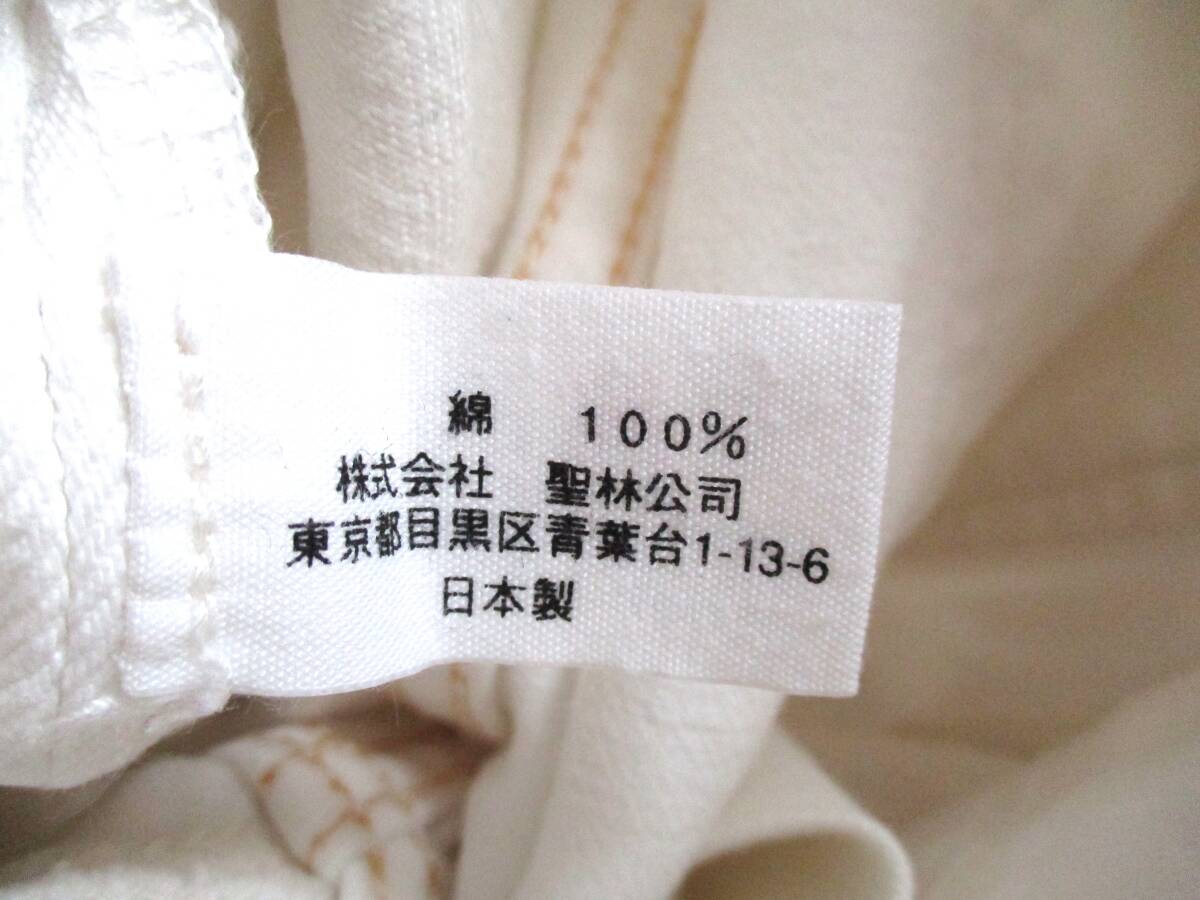 綿　１００％
株式会社　聖林公司
東京都目黒区青葉台1-13-6
日本製